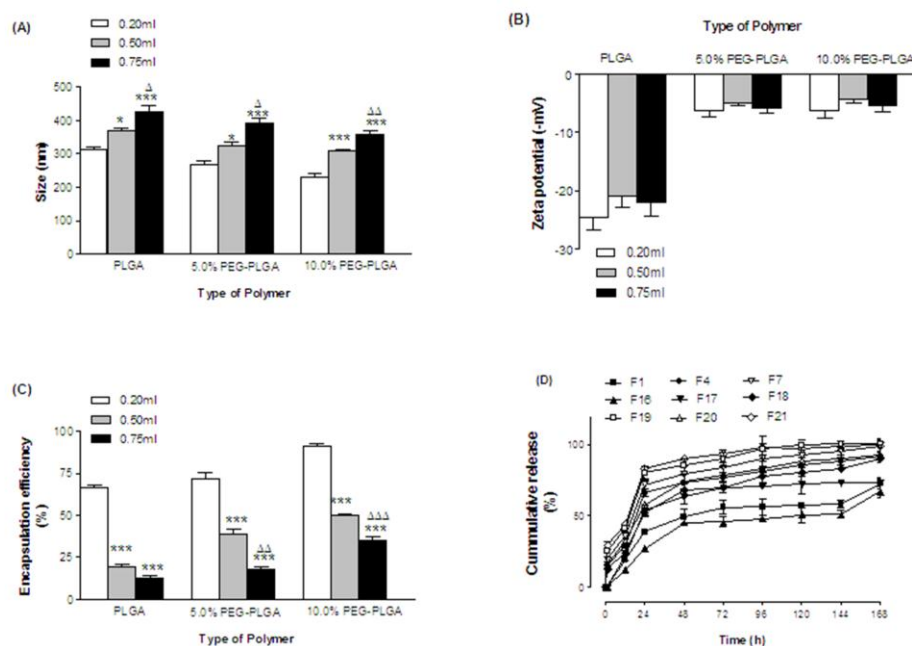 (A)
0.20ml
0.50ml
0.75ml
Size (nm)
500
400
300
200
100
0
*
Δ
***
*
Δ
***
***
ΔΔ
***
PLGA
5.0% PEG-PLGA
10.0% PEG-PLGA
Type of Polymer
(B)
Type of Polymer
PLGA
5.0% PEG-PLGA
10.0% PEG-PLGA
Zeta potential (-mV)
0
-10
-20
-30
0.20ml
0.50ml
0.75ml
(C)
0.20ml
0.50ml
0.75ml
Encapsulation efficiency
(%)
100
75
50
25
0
***
***
***
ΔΔ
***
***
ΔΔΔ
***
PLGA
5.0% PEG-PLGA
10.0% PEG-PLGA
Type of Polymer
(D)
F1
F4
F7
F16
F17
F18
F19
F20
F21
Cummulative release
(%)
100
50
0
0
24
48
72
96
120
144
168
Time (h)